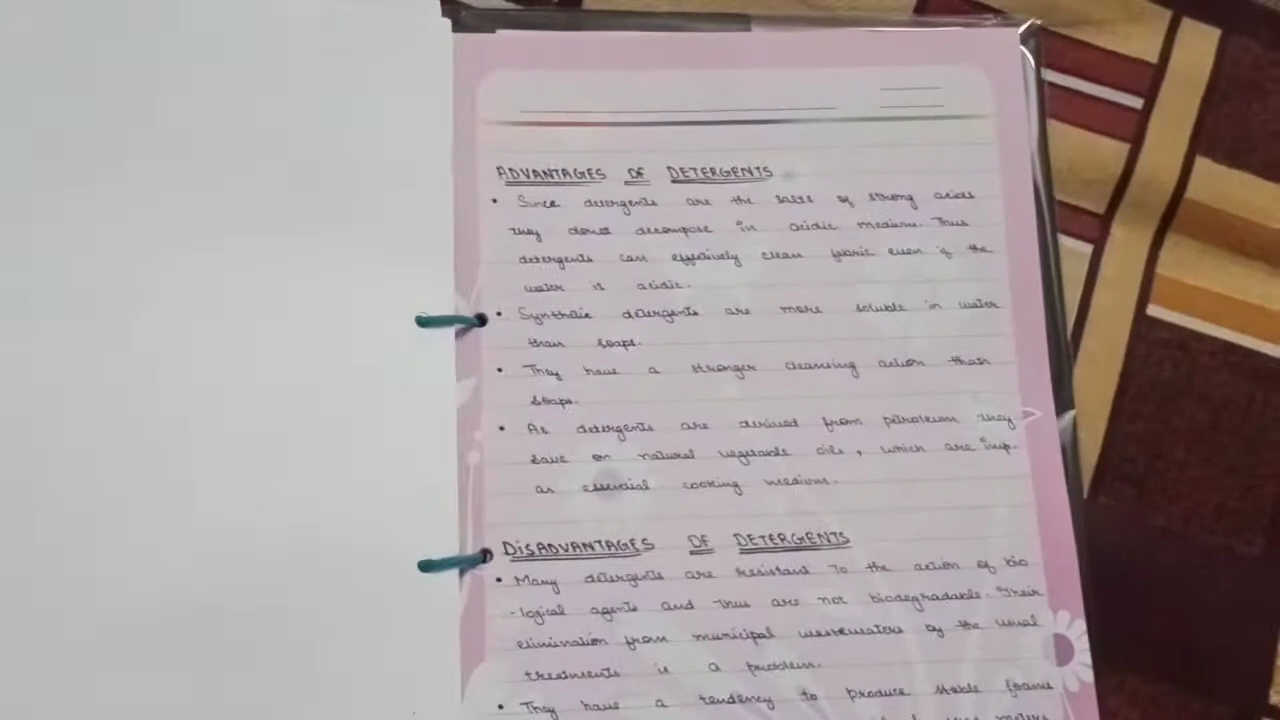 ADVANTAGES OF DETERGENTS
• Since detergents are the salts of strong acids
they donot decompose in acidic medium. Thus
detergents can effectively clean fabric even if the
water is acidic.
• Synthetic detergents are more soluble in water
than soaps.
• They have a stronger cleansing action than
soaps.
• As detergents are derived from petroleum they
save on natural vegetable oils, which are imp.
as essential cooking medium.
DISADVANTAGES OF DETERGENTS
• Many detergents are resistant to the action of bio
-logical agents and thus are not biodegradable. Their
elimination from municipal wastewaters by the usual
treatments is a problem.
• They have a tendency to produce stable foams